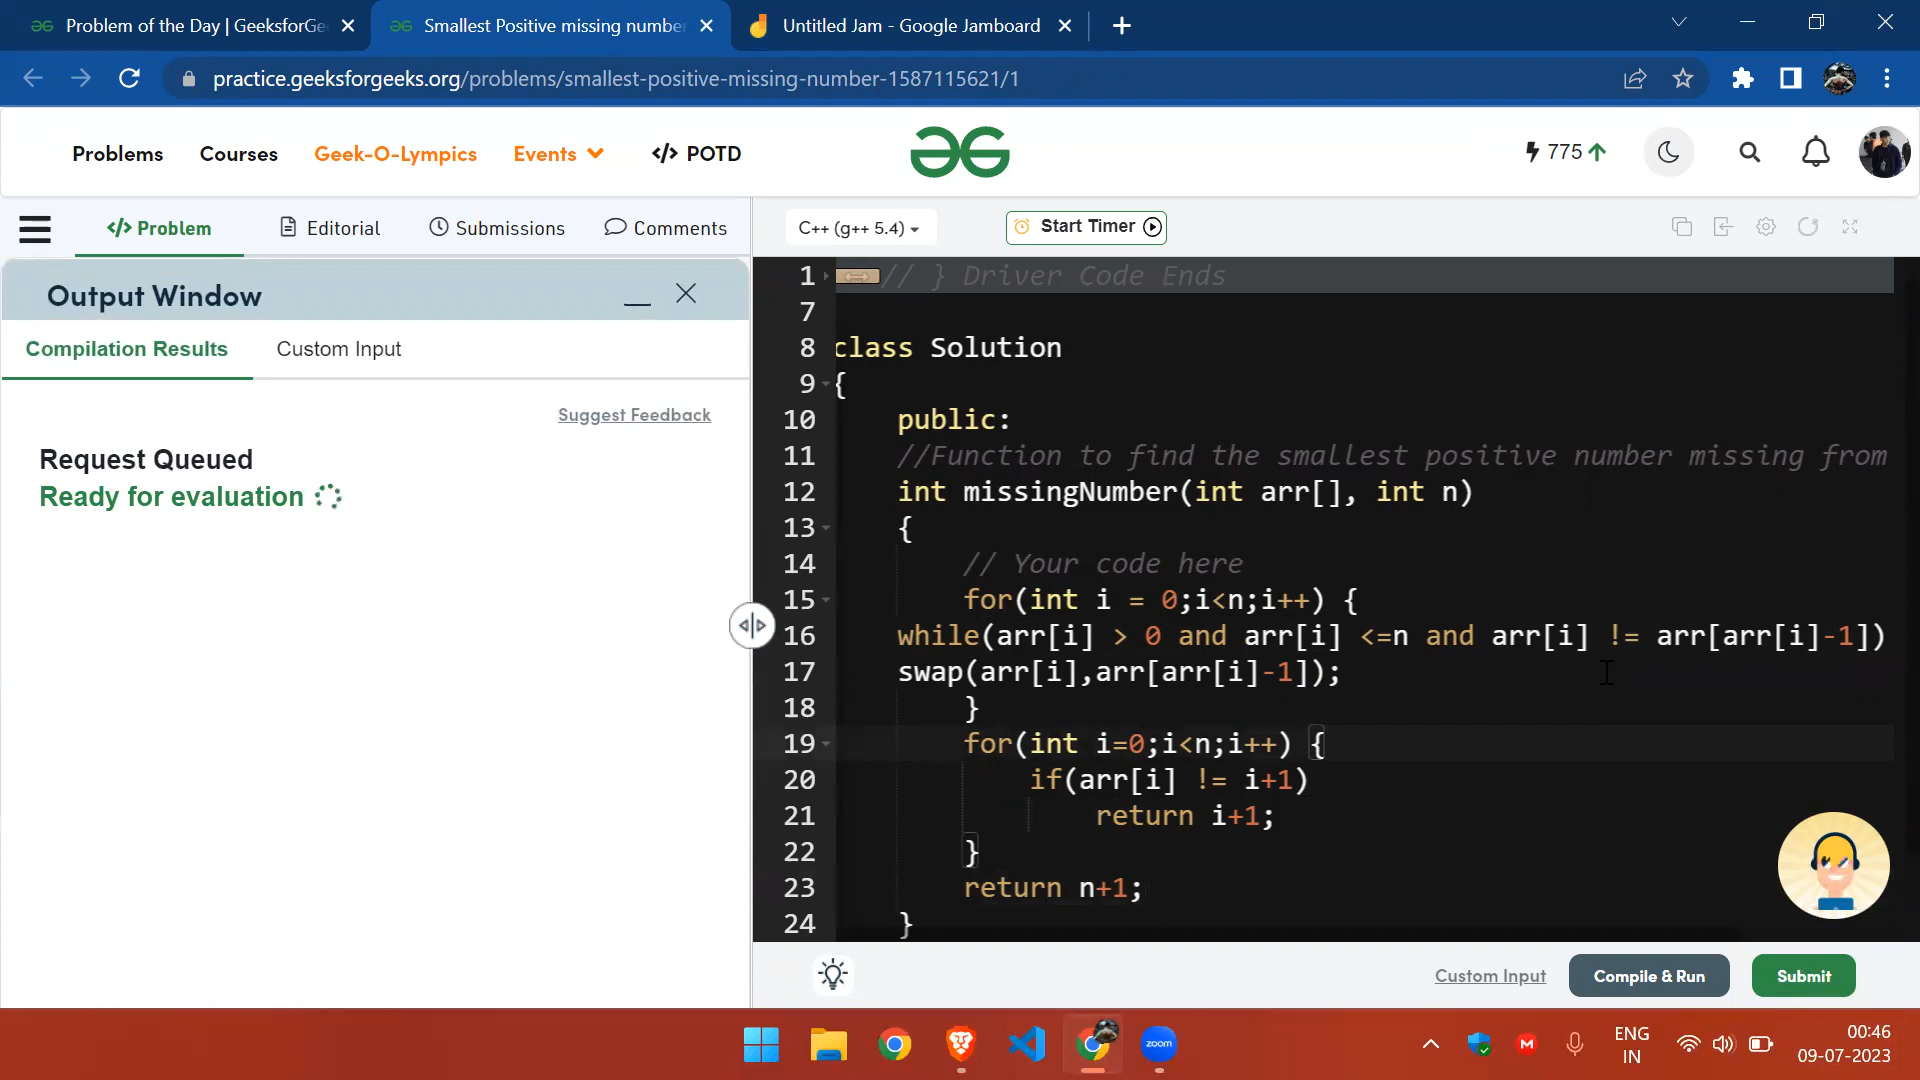 Problem of the Day | GeeksforGe
Smallest Positive missing numbe
Untitled Jam - Google Jamboard
practice.geeksforgeeks.org/problems/smallest-positive-missing-number-1587115621/1
Problems Courses Geek-O-Lympics Events </> POTD
775
</> Problem Editorial Submissions Comments
C++ (g++ 5.4)
Start Timer
Output Window
Compilation Results Custom Input
Suggest Feedback
Request Queued
Ready for evaluation
1 // } Driver Code Ends
7
8 class Solution
9 {
10 public:
11 //Function to find the smallest positive number missing from
12 int missingNumber(int arr[], int n)
13 {
14 // Your code here
15 for(int i = 0;i<n;i++) {
16 while(arr[i] > 0 and arr[i] <=n and arr[i] != arr[arr[i]-1])
17 swap(arr[i],arr[arr[i]-1]);
18 }
19 for(int i=0;i<n;i++) {
20 if(arr[i] != i+1)
21 return i+1;
22 }
23 return n+1;
24 }
Custom Input Compile & Run Submit
zoom
M
ENG
IN
00:46
09-07-2023